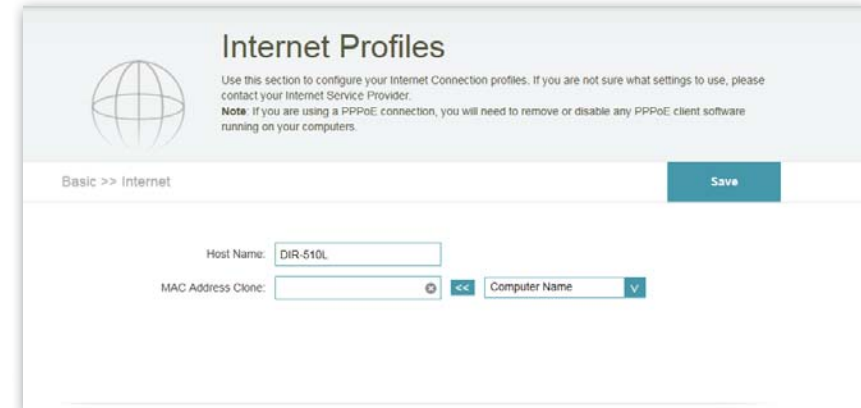 Internet Profiles
Use this section to configure your Internet Connection profiles. If you are not sure what settings to use, please
contact your Internet Service Provider.
Note: If you are using a PPPoE connection, you will need to remove or disable any PPPoE client software
running on your computers.
Basic >> Internet
Save
Host Name: DIR-510L
MAC Address Clone: << Computer Name